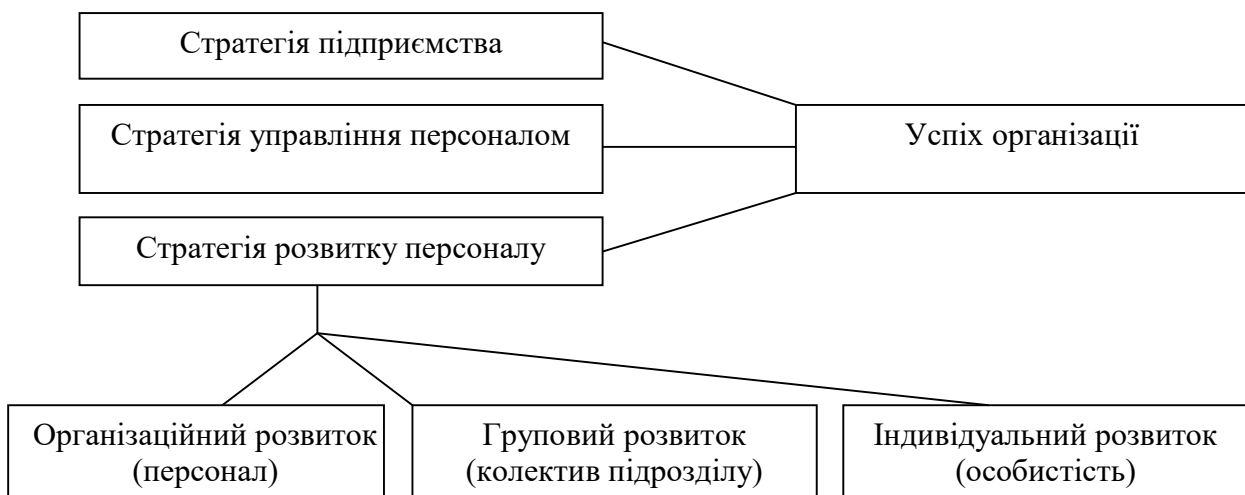 Стратегія підприємства
Стратегія управління персоналом
Успіх організації
Стратегія розвитку персоналу
Організаційний розвиток
(персонал)
Груповий розвиток
(колектив підрозділу)
Індивідуальний розвиток
(особистість)